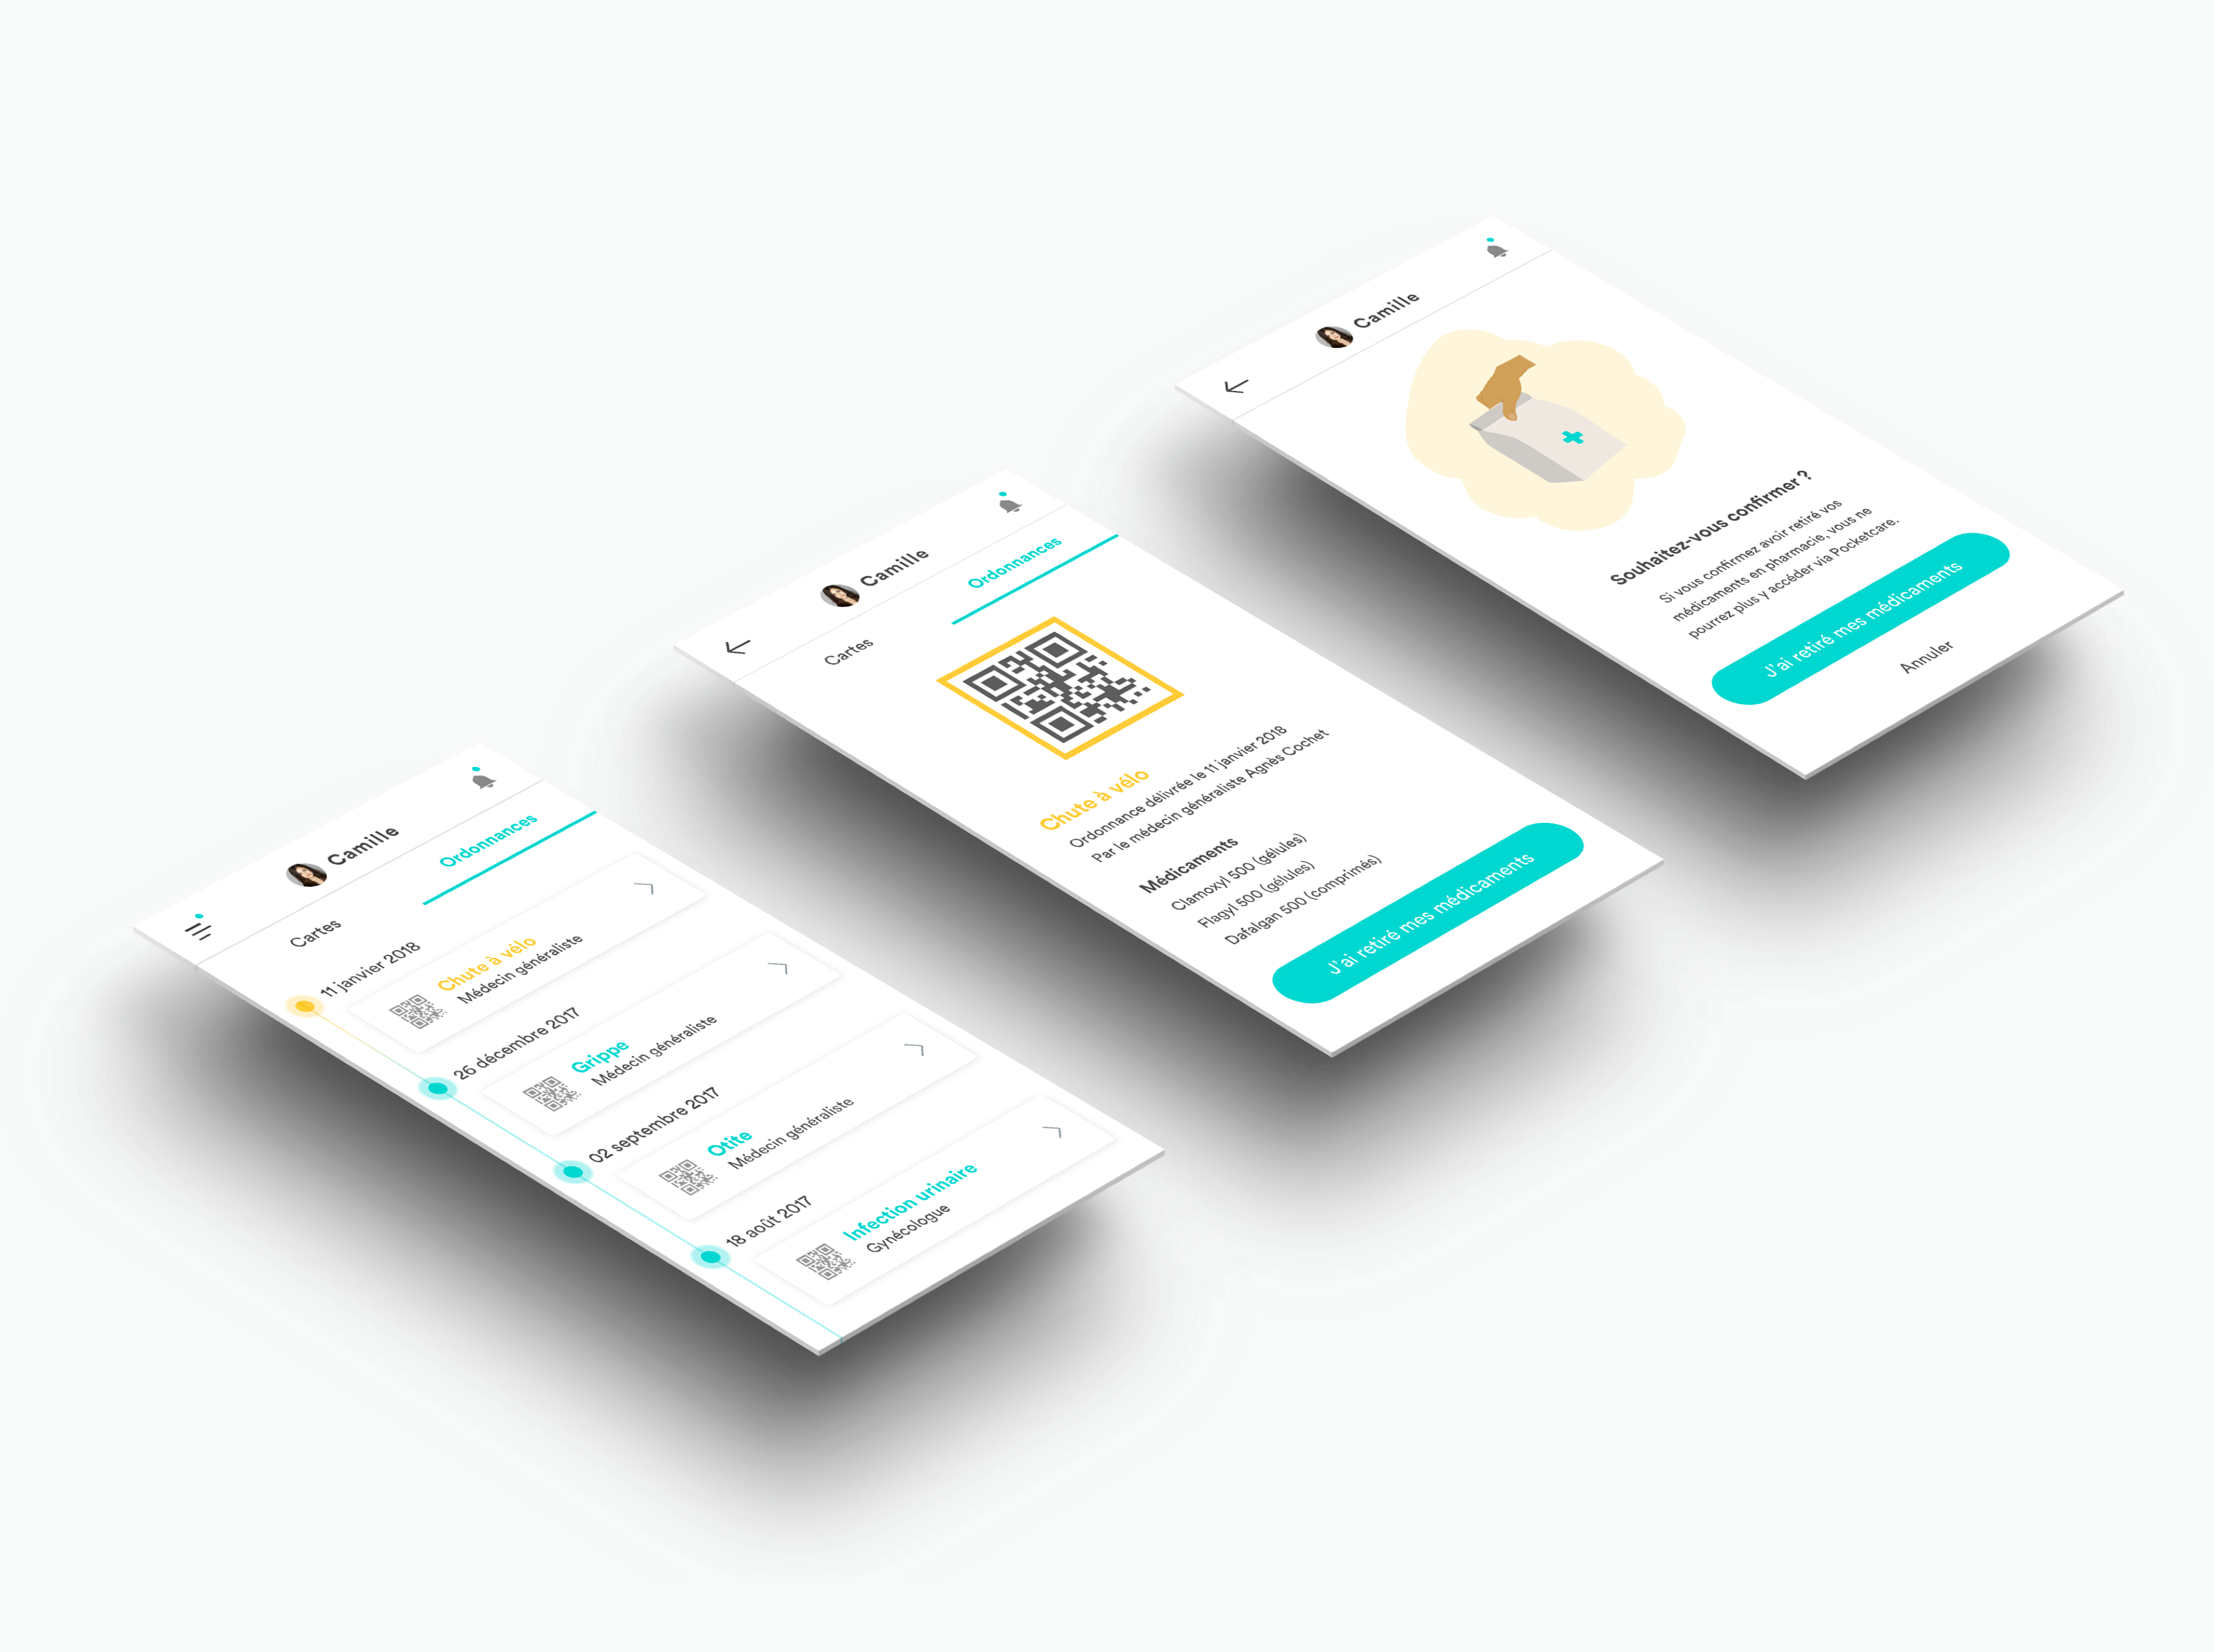 Camille
Cartes
Ordonnances
11 janvier 2018
Chute à vélo
Médecin généraliste
26 décembre 2017
Grippe
Médecin généraliste
02 septembre 2017
Otite
Médecin généraliste
18 août 2017
Infection urinaire
Gynécologue
Camille
Cartes
Ordonnances
Chute à vélo
Ordonnance délivrée le 11 janvier 2018
Par le médecin généraliste Agnès Cochet
Médicaments
Clamoxyl 500 (gélules)
Flagyl 500 (gélules)
Dafalgan 500 (comprimés)
J'ai retiré mes médicaments
Camille
Souhaitez-vous confirmer ?
Si vous confirmez avoir retiré vos
médicaments en pharmacie, vous ne
pourrez plus y accéder via Pocketcare.
J'ai retiré mes médicaments
Annuler